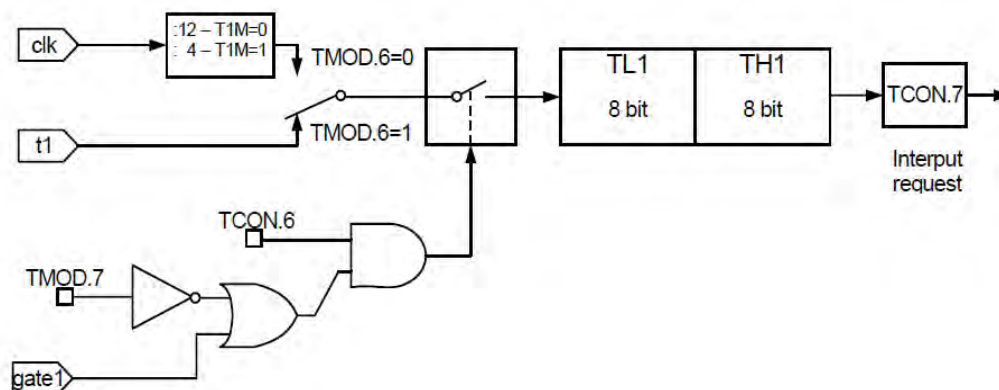 clk
:12 – T1M=0
: 4 – T1M=1
TMOD.6=0
TL1
8 bit
TH1
8 bit
TCON.7
t1
TMOD.6=1
Interput
request
TCON.6
TMOD.7
gate1